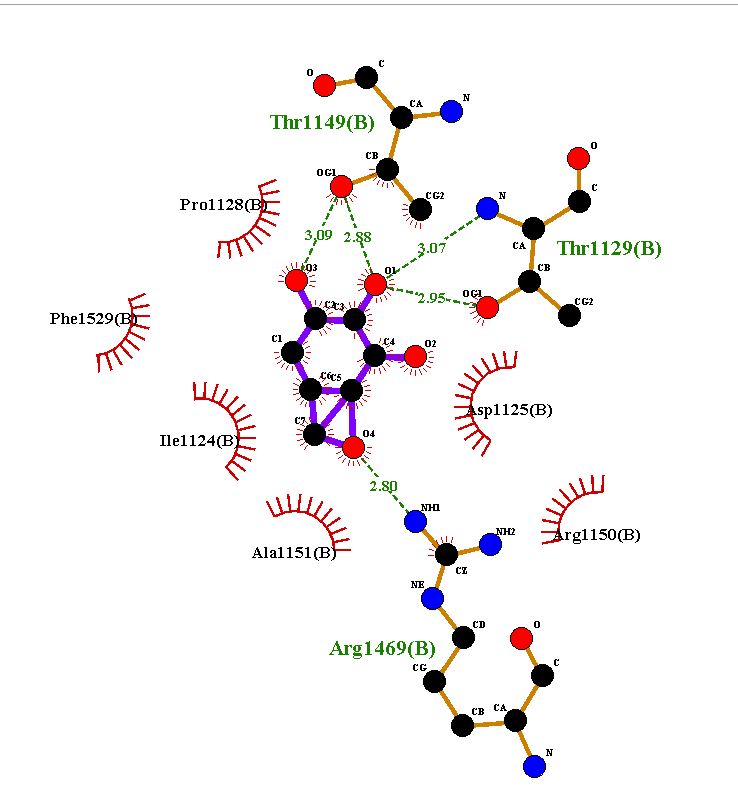 O C
CA N
Thr1149(B)
CB
OG1
CG2
Pro1128(B)
O
N C
CA
Thr1129(B)
3.09 2.88 3.07
O3 O1
CB
2.95 OG1
CG2
Phe1529(B)
C2 C3
C1 C4 O2
C6 C5
Asp1125(B)
C7 O4
Ile1124(B)
2.80
NH1
NH2
Arg1150(B)
Ala1151(B)
CZ
NE
CD O
Arg1469(B)
CG C
CB CA
N